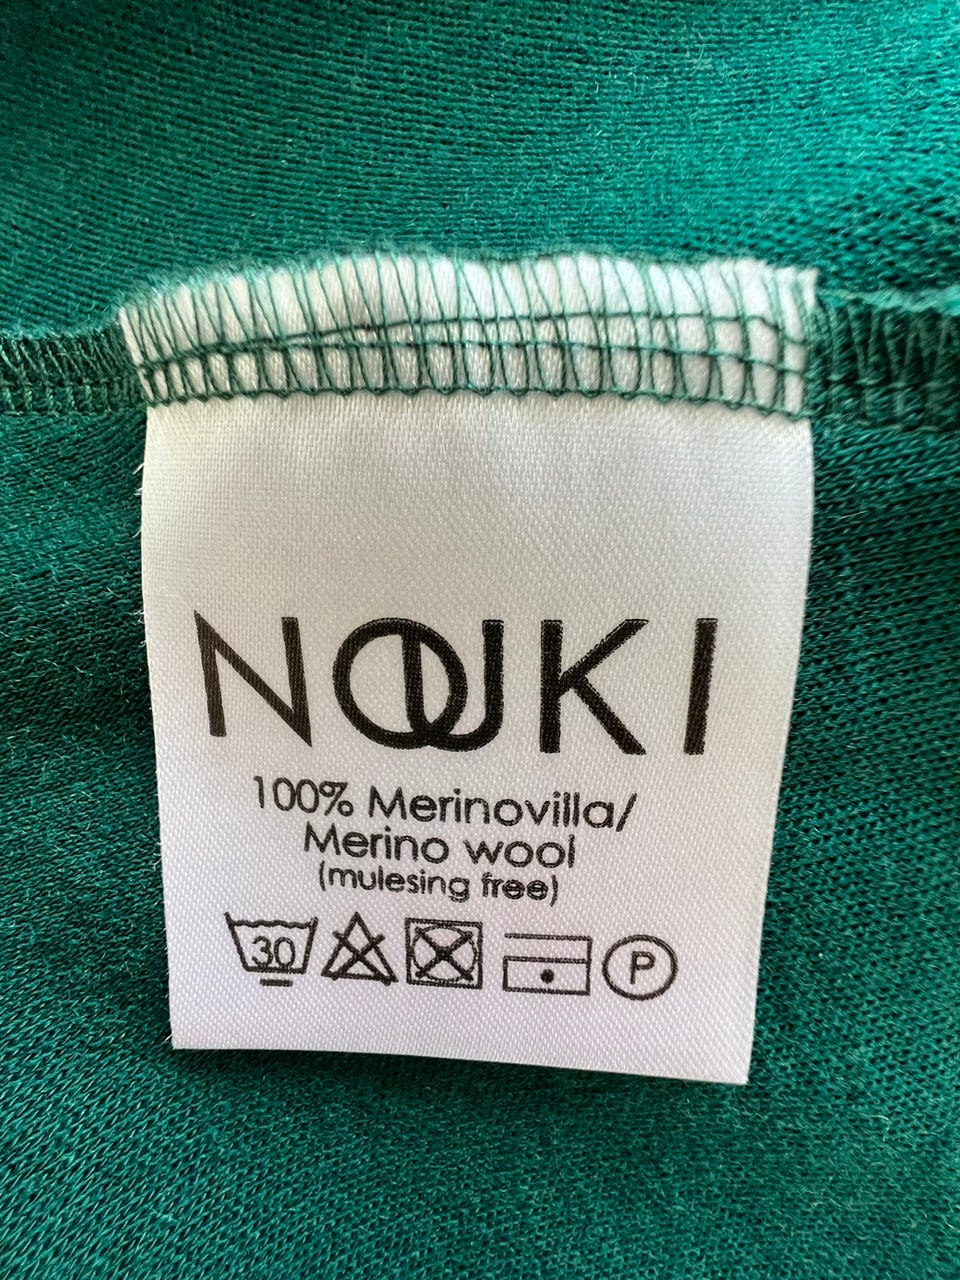 NOUKI
100% Merinovilla/
Merino wool
(mulesing free)
30 P